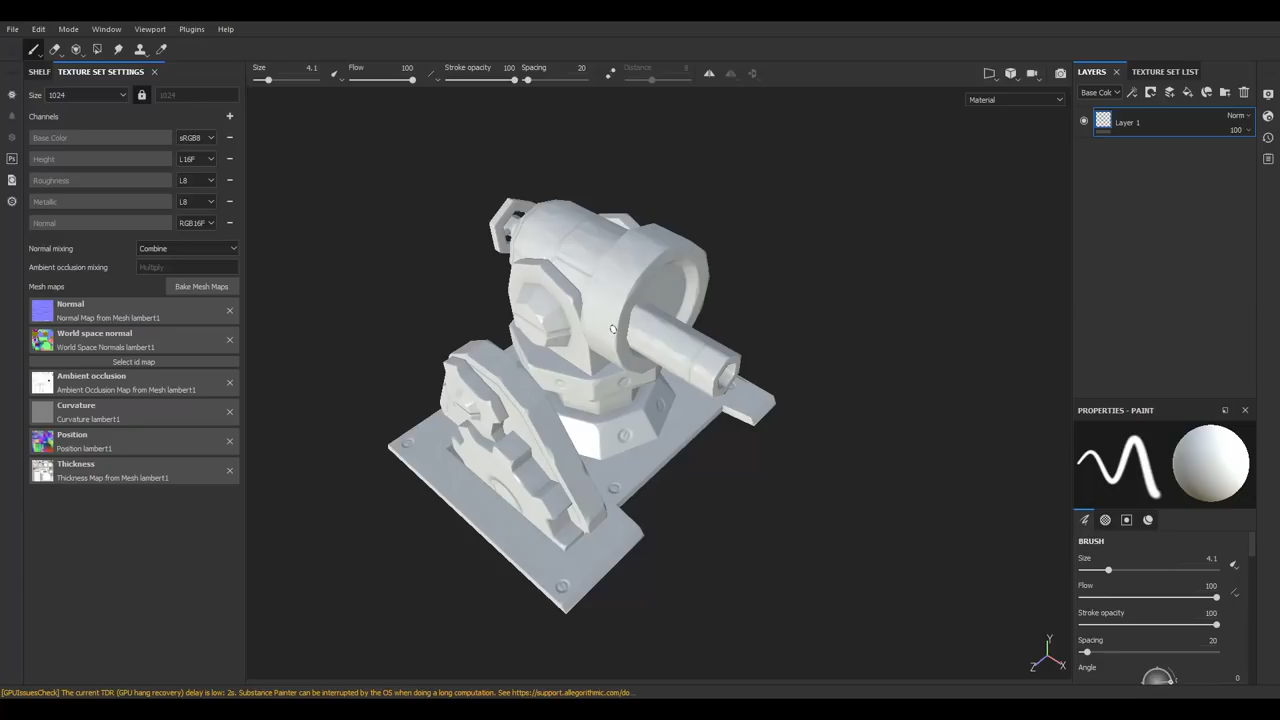 File Edit Mode Window Viewport Plugins Help
Size 4.1 Flow 100 Stroke opacity 100 Spacing 20 Distance 8
SHELF TEXTURE SET SETTINGS
Size 1024 1024
Channels
Base Color sRGB8
Height L16F
Roughness L8
Metallic L8
Normal RGB16F
Normal mixing Combine
Ambient occlusion mixing Multiply
Mesh maps Bake Mesh Maps
Normal
Normal Map from Mesh lambert1
World space normal
World Space Normals lambert1
Select id map
Ambient occlusion
Ambient Occlusion Map from Mesh lambert1
Curvature
Curvature lambert1
Position
Position lambert1
Thickness
Thickness Map from Mesh lambert1
Ps
Material
Y
Z X
LAYERS TEXTURE SET LIST
Base Colc
Layer 1 Norm
100
PROPERTIES - PAINT
BRUSH
Size 4.1
Flow 100
Stroke opacity 100
Spacing 20
Angle 0
[GPUIssuesCheck] The current TDR (GPU hang recovery) delay is low: 2s. Substance Painter can be interrupted by the OS when doing a long computation. See https://support.allegorithmic.com/do...